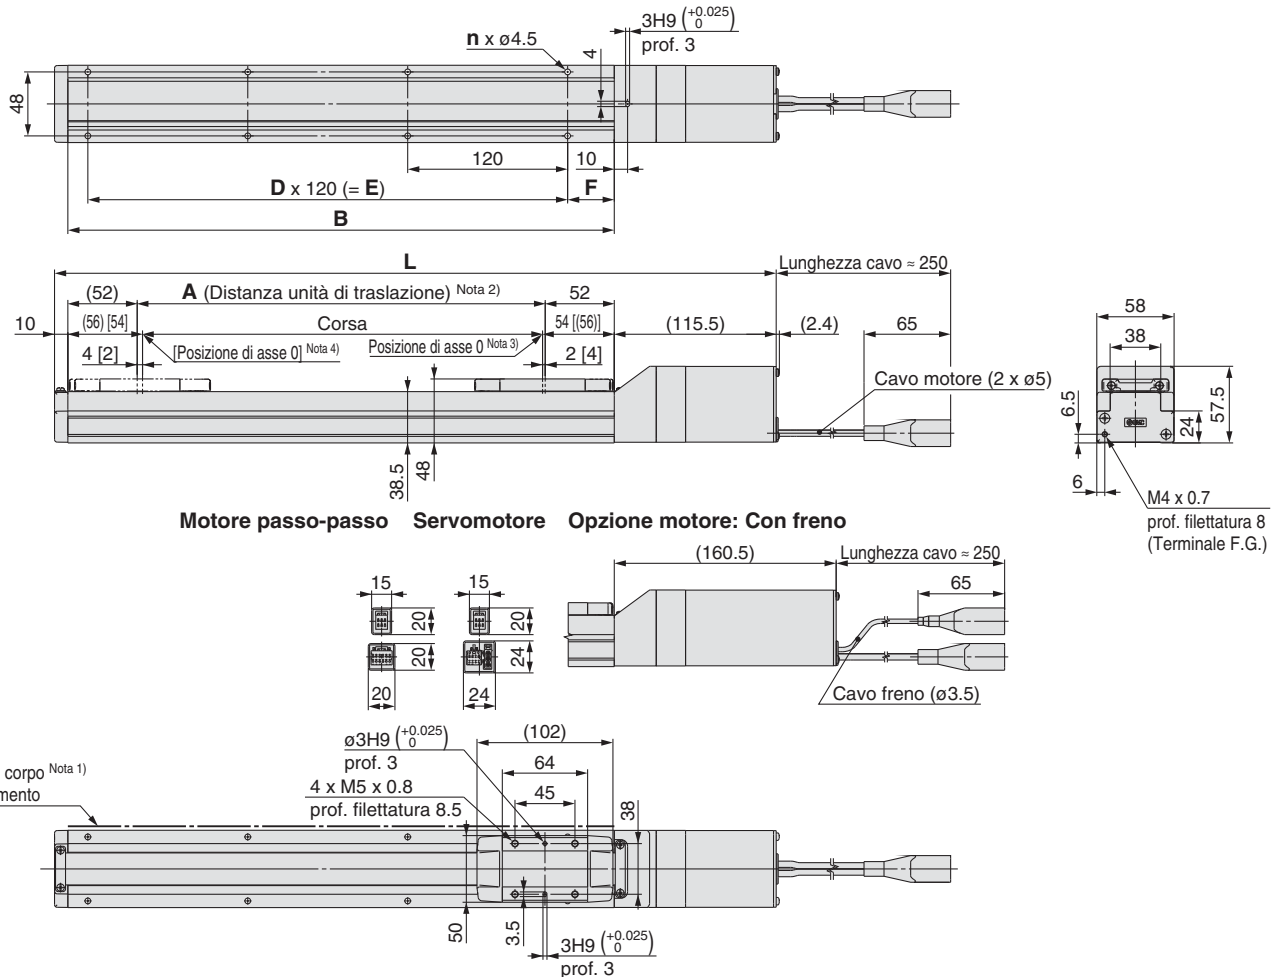 3H9 (+0.025 0)
prof. 3
n x ø4.5
4
48
120
10
D x 120 (= E)
F
B
L
Lunghezza cavo ≈ 250
(52)
A (Distanza unità di traslazione) Nota 2)
52
10
(56) [54]
Corsa
54 [(56)]
(115.5)
(2.4)
65
4 [2]
[Posizione di asse 0] Nota 4)
Posizione di asse 0 Nota 3)
2 [4]
Cavo motore (2 x ø5)
38.5
48
58
38
6.5
24
57.5
6
M4 x 0.7
prof. filettatura 8
(Terminale F.G.)
Motore passo-passo Servomotore Opzione motore: Con freno
(160.5)
Lunghezza cavo ≈ 250
65
15
20
20
20
15
20
24
24
Cavo freno (ø3.5)
ø3H9 (+0.025 0)
prof. 3
(102)
64
4 x M5 x 0.8
prof. filettatura 8.5
45
38
corpo Nota 1)
mento
50
3.5
3H9 (+0.025 0)
prof. 3